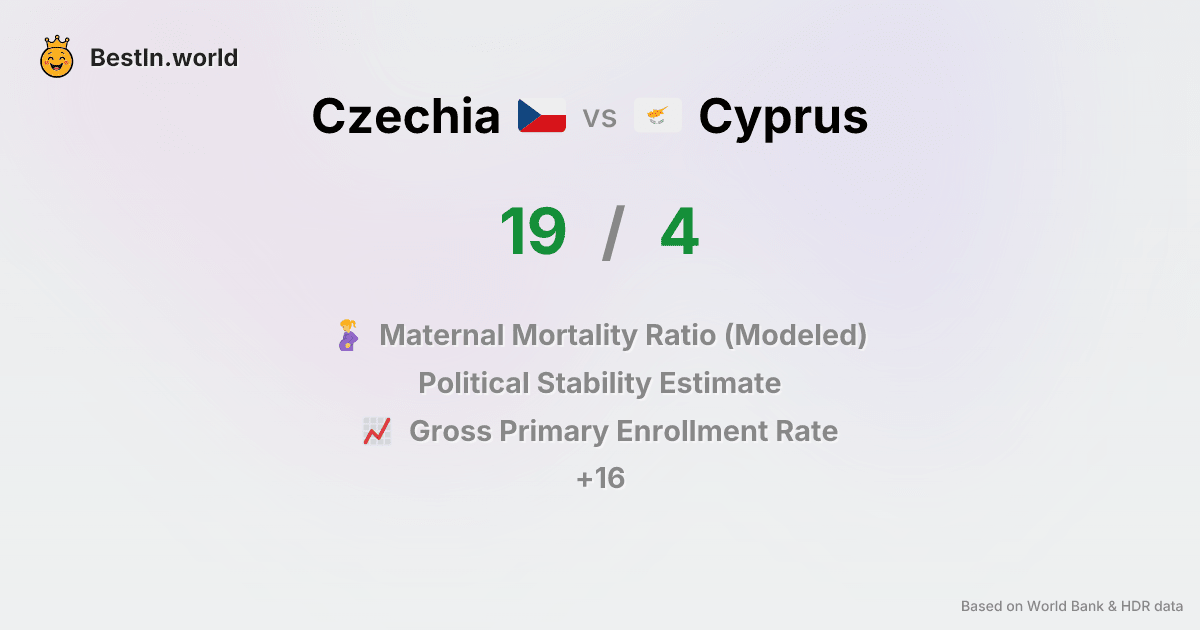 BestIn.world
Czechia vs Cyprus
19 / 4
Maternal Mortality Ratio (Modeled)
Political Stability Estimate
Gross Primary Enrollment Rate
+16
Based on World Bank & HDR data